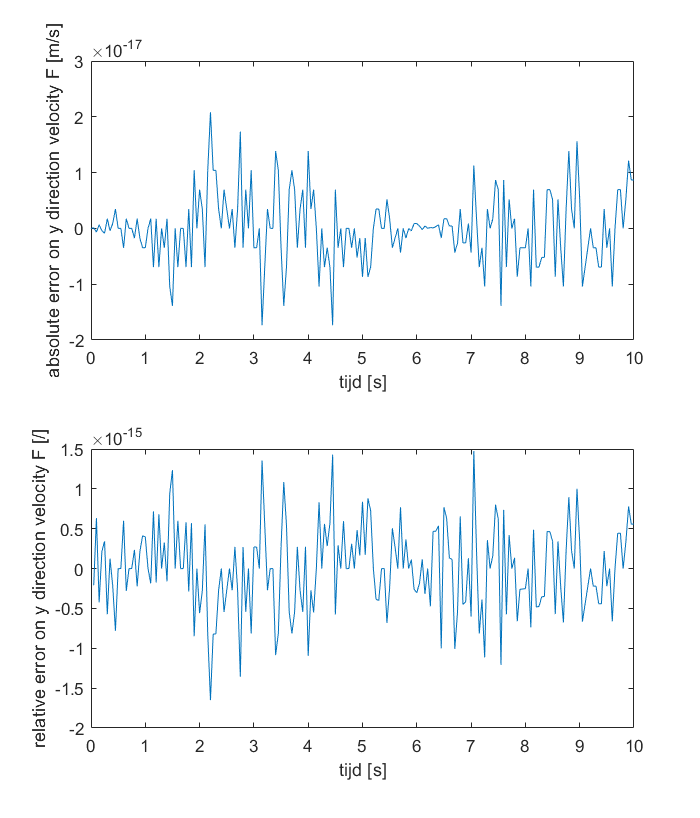 ×10-17
absolute error on y direction velocity F [m/s]
3
2
1
0
-1
-2
0 1 2 3 4 5 6 7 8 9 10
tijd [s]
×10-15
relative error on y direction velocity F [/]
1.5
1
0.5
0
-0.5
-1
-1.5
-2
0 1 2 3 4 5 6 7 8 9 10
tijd [s]